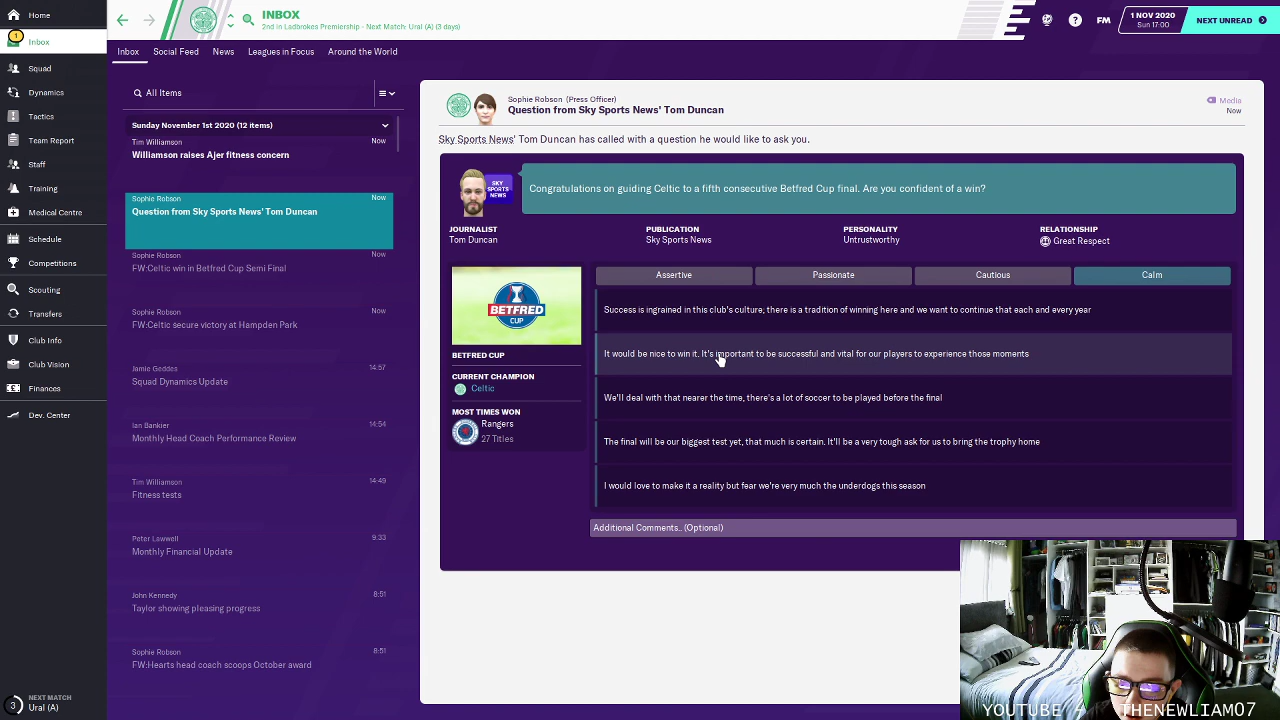 INBOX
2nd in Ladbrokes Premiership - Next Match: Ural (A) (3 days)
FM
1 NOV 2020
Sun 17:00
NEXT UNREAD
Home
1
Inbox
Squad
Dynamics
Tactics
Team Report
Staff
Training
Medical Centre
Schedule
Competitions
Scouting
Transfers
Club Info
Club Vision
Finances
Dev. Center
3
NEXT MATCH
Ural (A)
Inbox
Social Feed
News
Leagues in Focus
Around the World
All Items
Sunday November 1st 2020 (12 items)
Tim Williamson
Now
Williamson raises Ajer fitness concern
Sophie Robson
Now
Question from Sky Sports News' Tom Duncan
Sophie Robson
Now
FW:Celtic win in Betfred Cup Semi Final
Sophie Robson
Now
FW:Celtic secure victory at Hampden Park
Jamie Geddes
14:57
Squad Dynamics Update
Ian Bankier
14:54
Monthly Head Coach Performance Review
Tim Williamson
14:49
Fitness tests
Peter Lawwell
9:33
Monthly Financial Update
John Kennedy
8:51
Taylor showing pleasing progress
Sophie Robson
8:51
FW:Hearts head coach scoops October award
Sophie Robson (Press Officer)
Question from Sky Sports News' Tom Duncan
Media
Now
Sky Sports News' Tom Duncan has called with a question he would like to ask you.
SKY
SPORTS
NEWS
Congratulations on guiding Celtic to a fifth consecutive Betfred Cup final. Are you confident of a win?
JOURNALIST
Tom Duncan
PUBLICATION
Sky Sports News
PERSONALITY
Untrustworthy
RELATIONSHIP
Great Respect
BETFRED
CUP
BETFRED CUP
CURRENT CHAMPION
Celtic
MOST TIMES WON
Rangers
27 Titles
Assertive
Passionate
Cautious
Calm
Success is ingrained in this club's culture; there is a tradition of winning here and we want to continue that each and every year
It would be nice to win it. It's important to be successful and vital for our players to experience those moments
We'll deal with that nearer the time, there's a lot of soccer to be played before the final
The final will be our biggest test yet, that much is certain. It'll be a very tough ask for us to bring the trophy home
I would love to make it a reality but fear we're very much the underdogs this season
Additional Comments.. (Optional)